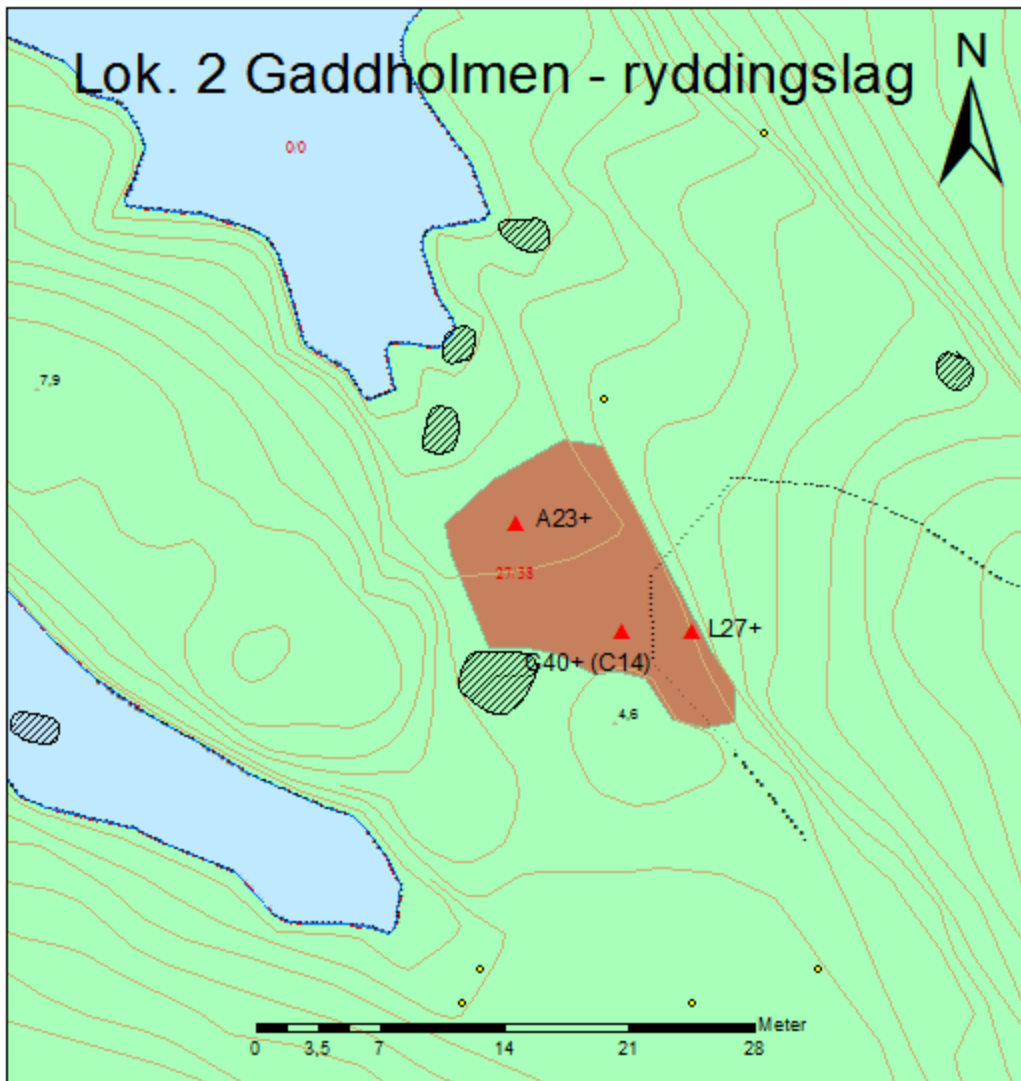 Lok. 2 Gaddholmen - ryddingslag
N
0/0
7,9
A23+
27/38
L27+
G40+ (C14)
4,6
Meter
0 3,5 7 14 21 28